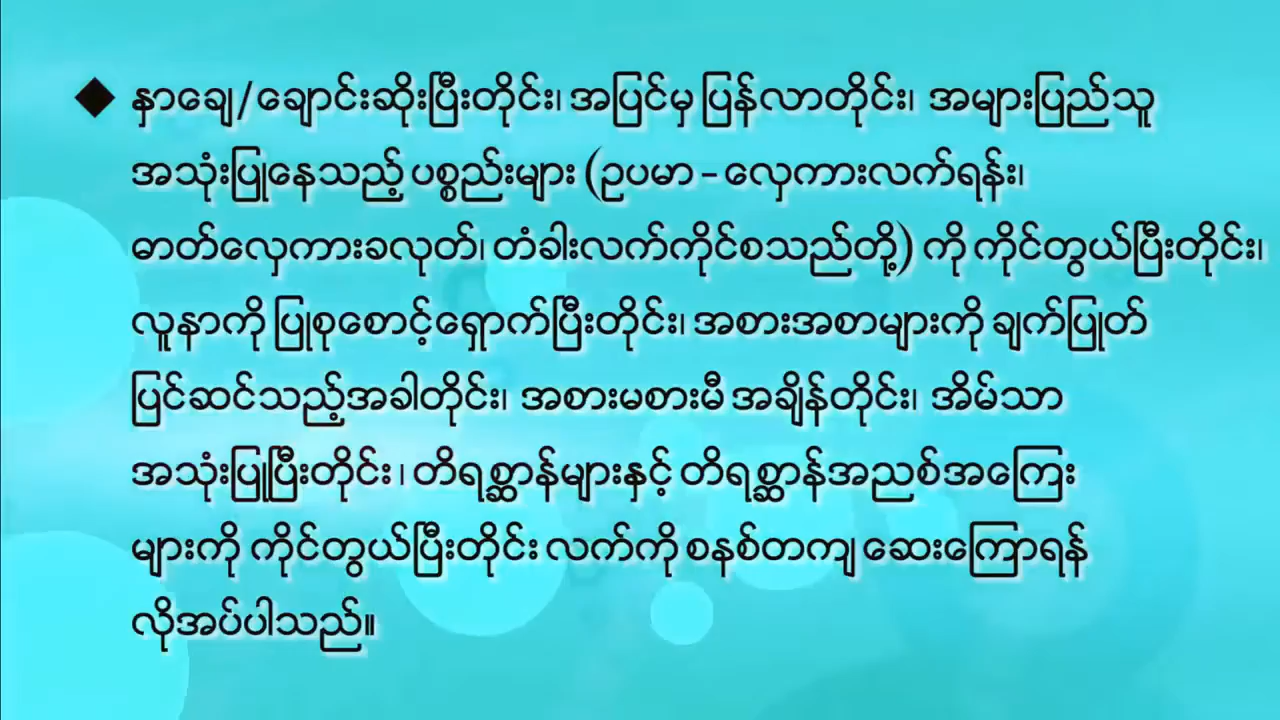 ◆ နှာချေ/ချောင်းဆိုးပြီးတိုင်း၊ အပြင်မှ ပြန်လာတိုင်း၊ အများပြည်သူ
အသုံးပြုနေသည့် ပစ္စည်းများ (ဥပမာ - လှေကားလက်ရန်း၊
ဓာတ်လှေကားခလုတ်၊ တံခါးလက်ကိုင်စသည်တို့) ကို ကိုင်တွယ်ပြီးတိုင်း၊
လူနာကို ပြုစုစောင့်ရှောက်ပြီးတိုင်း၊ အစားအစာများကို ချက်ပြုတ်
ပြင်ဆင်သည့်အခါတိုင်း၊ အစားမစားမီ အချိန်တိုင်း၊ အိမ်သာ
အသုံးပြုပြီးတိုင်း ၊ တိရစ္ဆာန်များနှင့် တိရစ္ဆာန်အညစ်အကြေး
များကို ကိုင်တွယ်ပြီးတိုင်း လက်ကို စနစ်တကျ ဆေးကြောရန်
လိုအပ်ပါသည်။